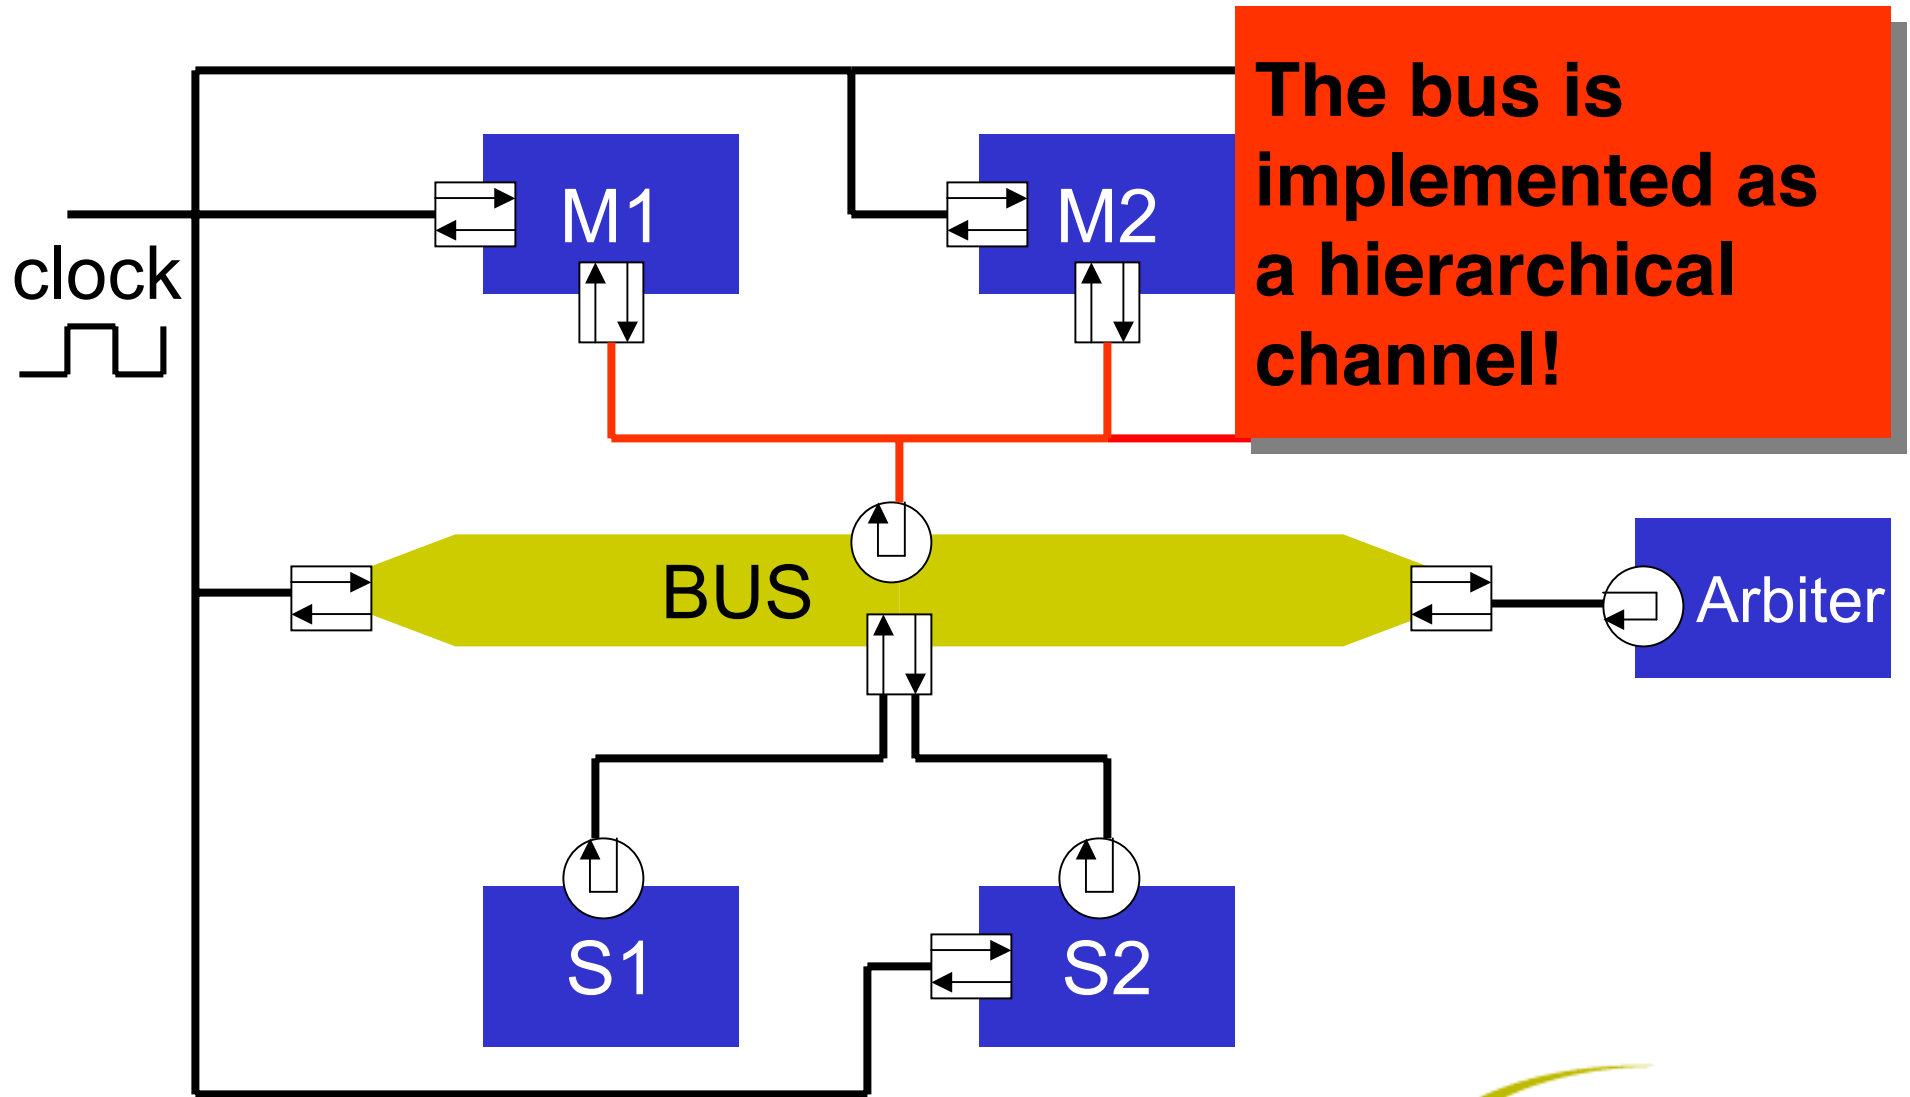 The bus is
implemented as
a hierarchical
channel!
M1
M2
clock
BUS
Arbiter
S1
S2